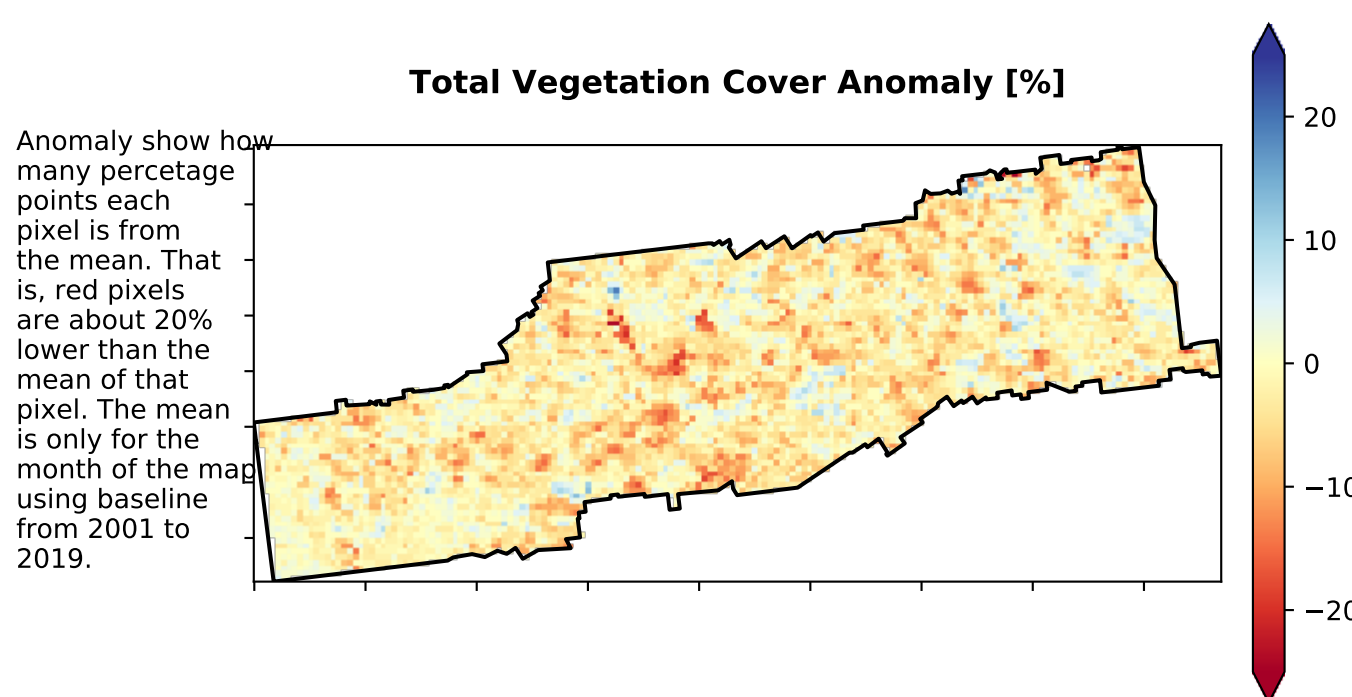 Total Vegetation Cover Anomaly [%]
Anomaly show how
many percetage
points each
pixel is from
the mean. That
is, red pixels
are about 20%
lower than the
mean of that
pixel. The mean
is only for the
month of the map
using baseline
from 2001 to
2019.
20
10
0
−10
−20